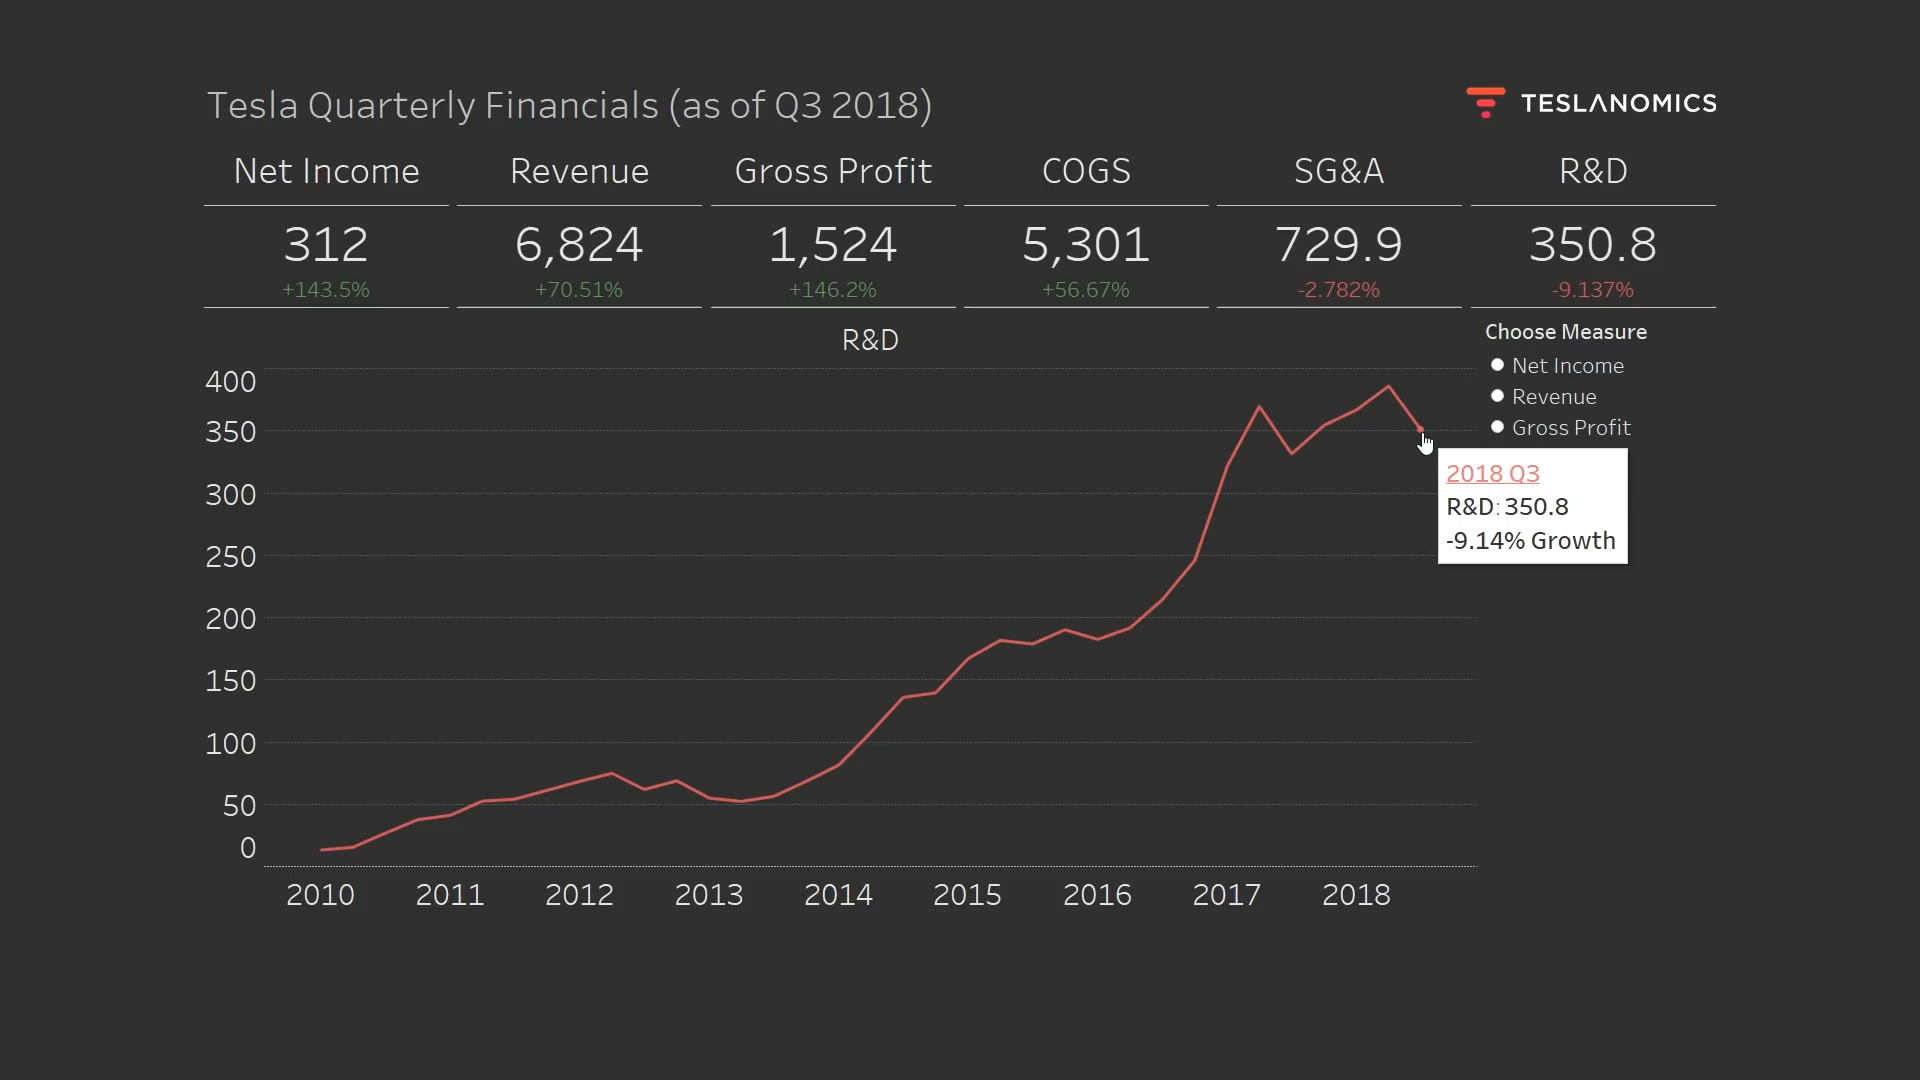 Tesla Quarterly Financials (as of Q3 2018)
TESLANOMICS
Net Income Revenue Gross Profit COGS SG&A R&D
312 6,824 1,524 5,301 729.9 350.8
+143.5% +70.51% +146.2% +56.67% -2.782% -9.137%
R&D
Choose Measure
Net Income
Revenue
Gross Profit
2018 Q3
R&D: 350.8
-9.14% Growth
400
350
300
250
200
150
100
50
0
2010 2011 2012 2013 2014 2015 2016 2017 2018